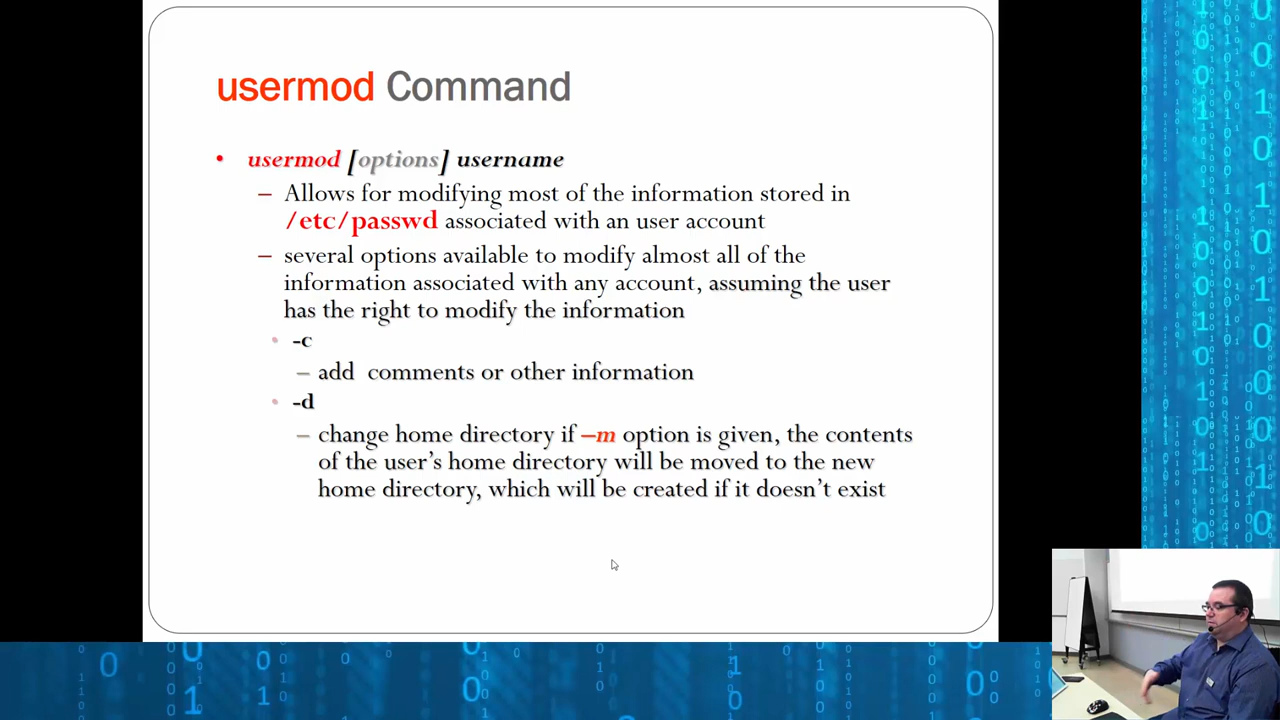 usermod Command
• usermod [options] username
– Allows for modifying most of the information stored in
/etc/passwd associated with an user account
– several options available to modify almost all of the
information associated with any account, assuming the user
has the right to modify the information
• -c
– add comments or other information
• -d
– change home directory if –m option is given, the contents
of the user’s home directory will be moved to the new
home directory, which will be created if it doesn’t exist